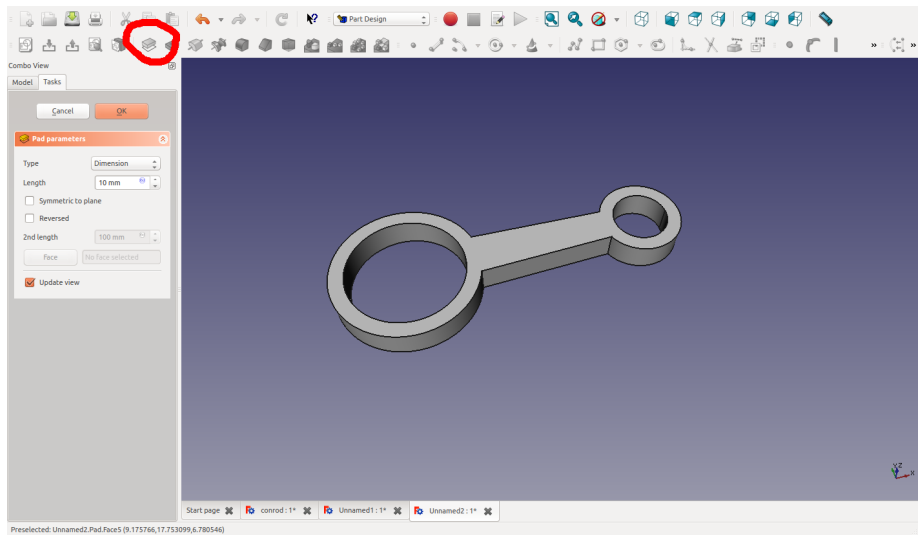 Part Design
»
»
Combo View
Model Tasks
Cancel OK
Pad parameters
Type Dimension
Length 10 mm
Symmetric to plane
Reversed
2nd length 100 mm
Face No face selected
Update view
Y Z
X
Start page conrod : 1* Unnamed1 : 1* Unnamed2 : 1*
Preselected: Unnamed2.Pad.Face5 (9.175766,17.753099,6.780546)